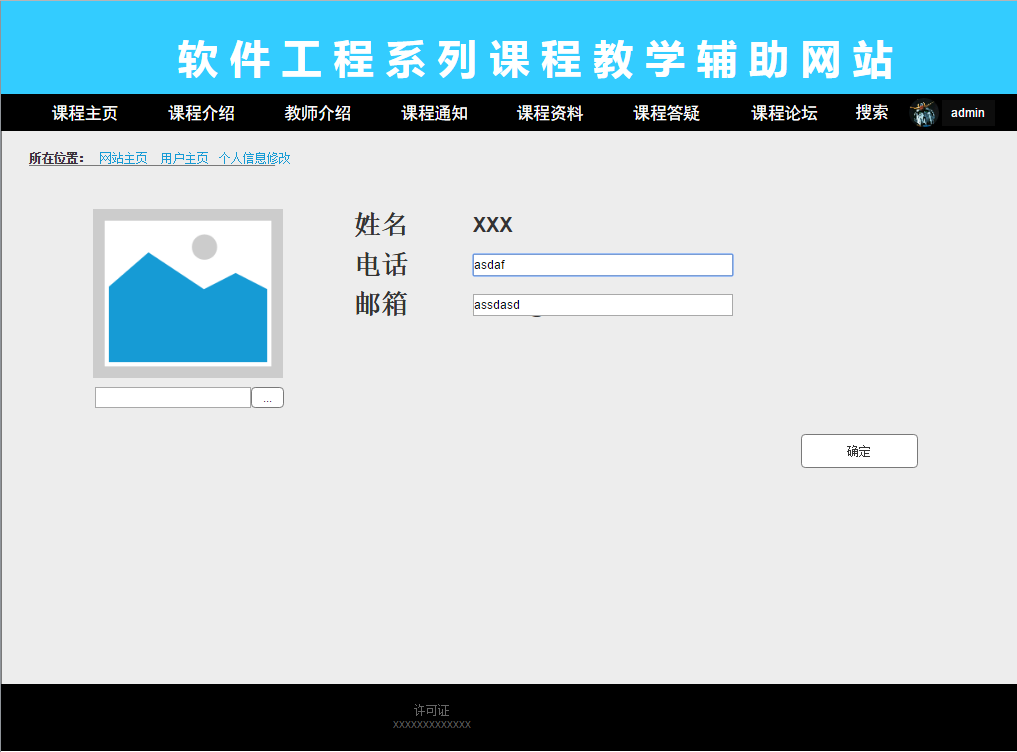 软件工程系列课程教学辅助网站
课程主页 课程介绍 教师介绍 课程通知 课程资料 课程答疑 课程论坛 搜索 admin
所在位置： 网站主页 用户主页 个人信息修改
姓名 XXX
电话 asdaf
邮箱 assdasd
...
确定
许可证
XXXXXXXXXXXXX